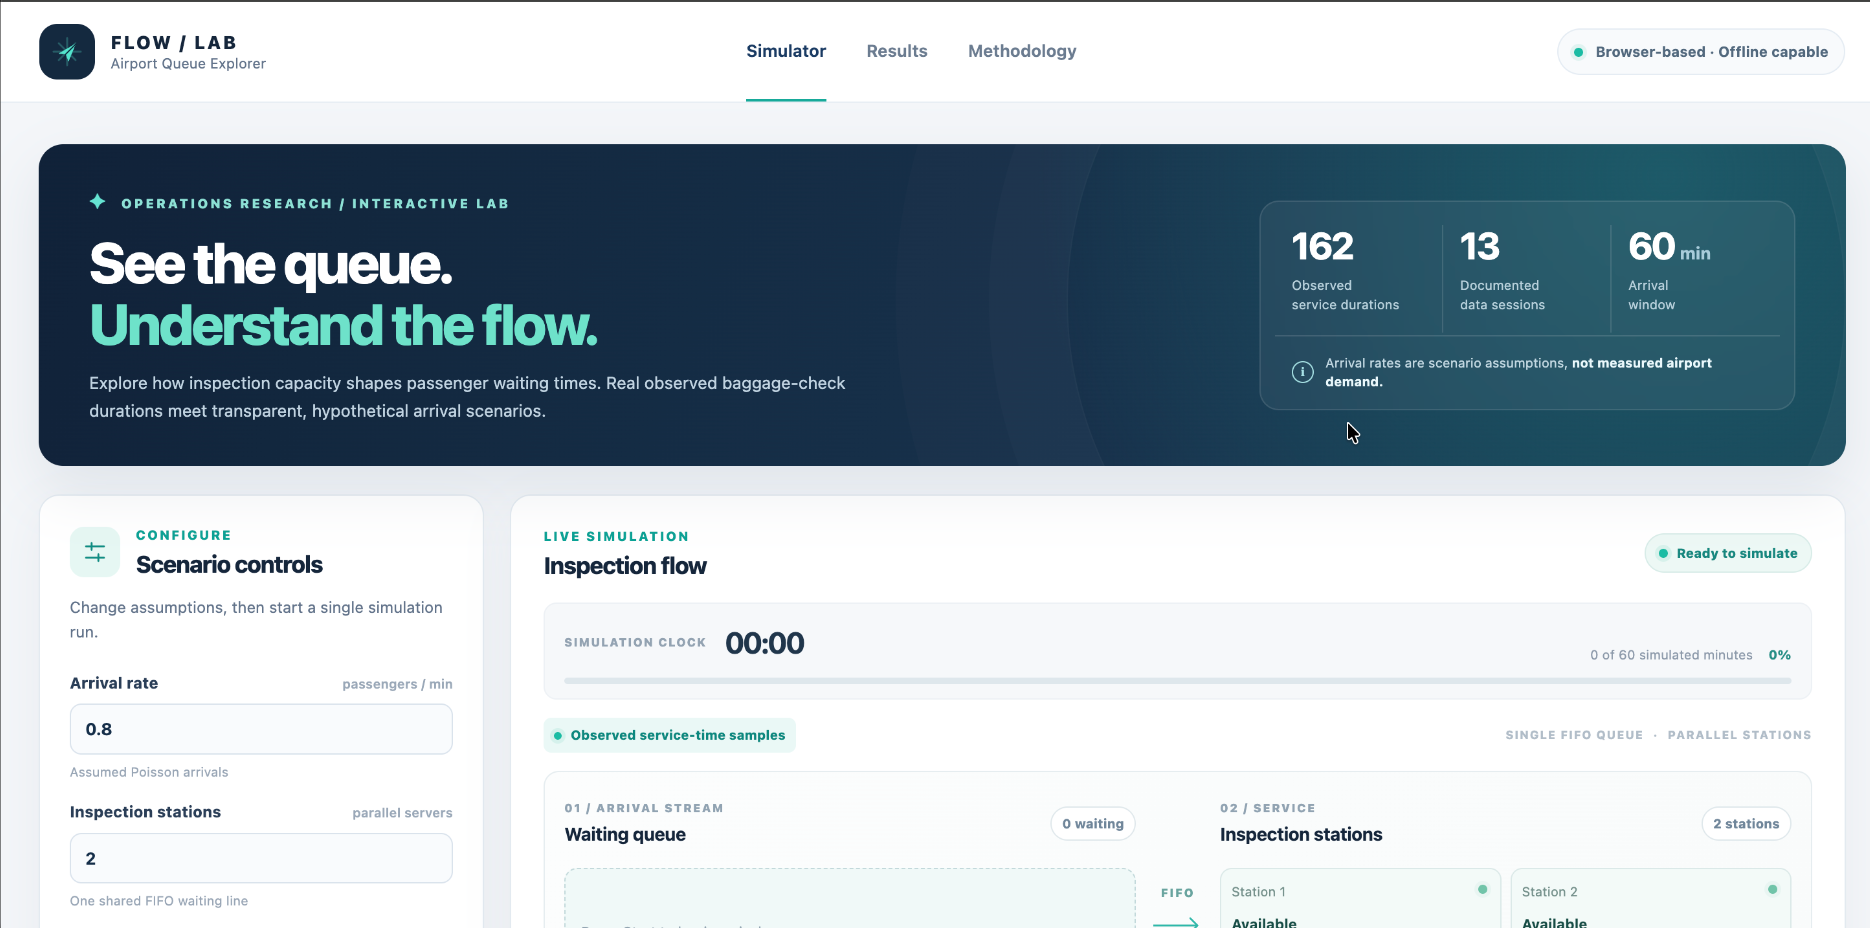 FLOW / LAB
Airport Queue Explorer
Simulator
Results
Methodology
Browser-based · Offline capable
OPERATIONS RESEARCH / INTERACTIVE LAB
See the queue.
Understand the flow.
Explore how inspection capacity shapes passenger waiting times. Real observed baggage-check
durations meet transparent, hypothetical arrival scenarios.
162
Observed
service durations
13
Documented
data sessions
60 min
Arrival
window
Arrival rates are scenario assumptions, not measured airport
demand.
CONFIGURE
Scenario controls
Change assumptions, then start a single simulation
run.
Arrival rate
passengers / min
0.8
Assumed Poisson arrivals
Inspection stations
parallel servers
2
One shared FIFO waiting line
LIVE SIMULATION
Inspection flow
Ready to simulate
SIMULATION CLOCK 00:00
0 of 60 simulated minutes 0%
Observed service-time samples
SINGLE FIFO QUEUE · PARALLEL STATIONS
01 / ARRIVAL STREAM
Waiting queue
0 waiting
FIFO
02 / SERVICE
Inspection stations
2 stations
Station 1
Available
Station 2
Available